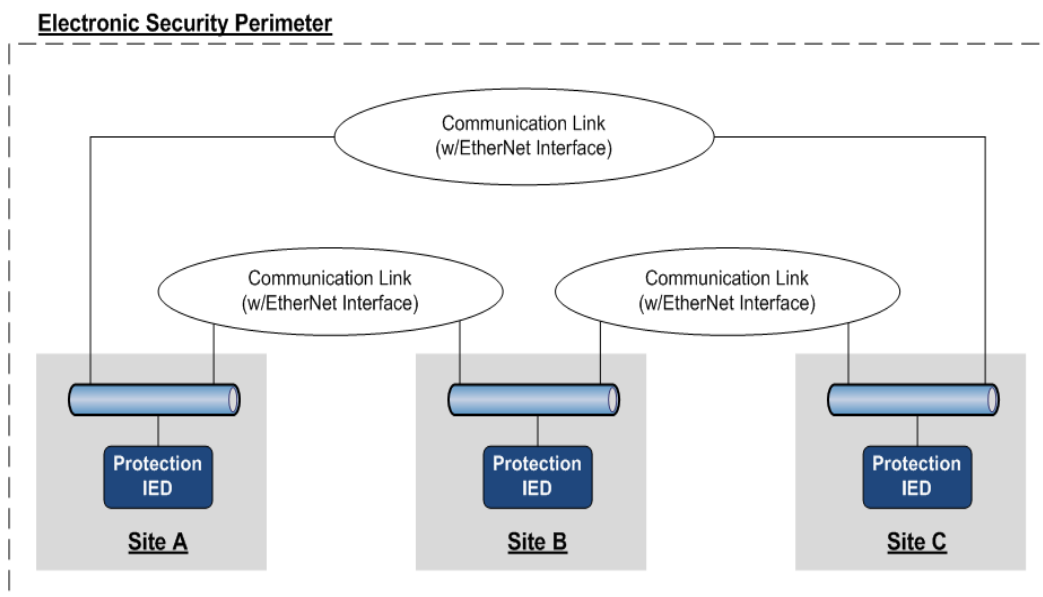 Electronic Security Perimeter
Communication Link
(w/EtherNet Interface)
Communication Link
(w/EtherNet Interface)
Communication Link
(w/EtherNet Interface)
Protection
IED
Site A
Protection
IED
Site B
Protection
IED
Site C